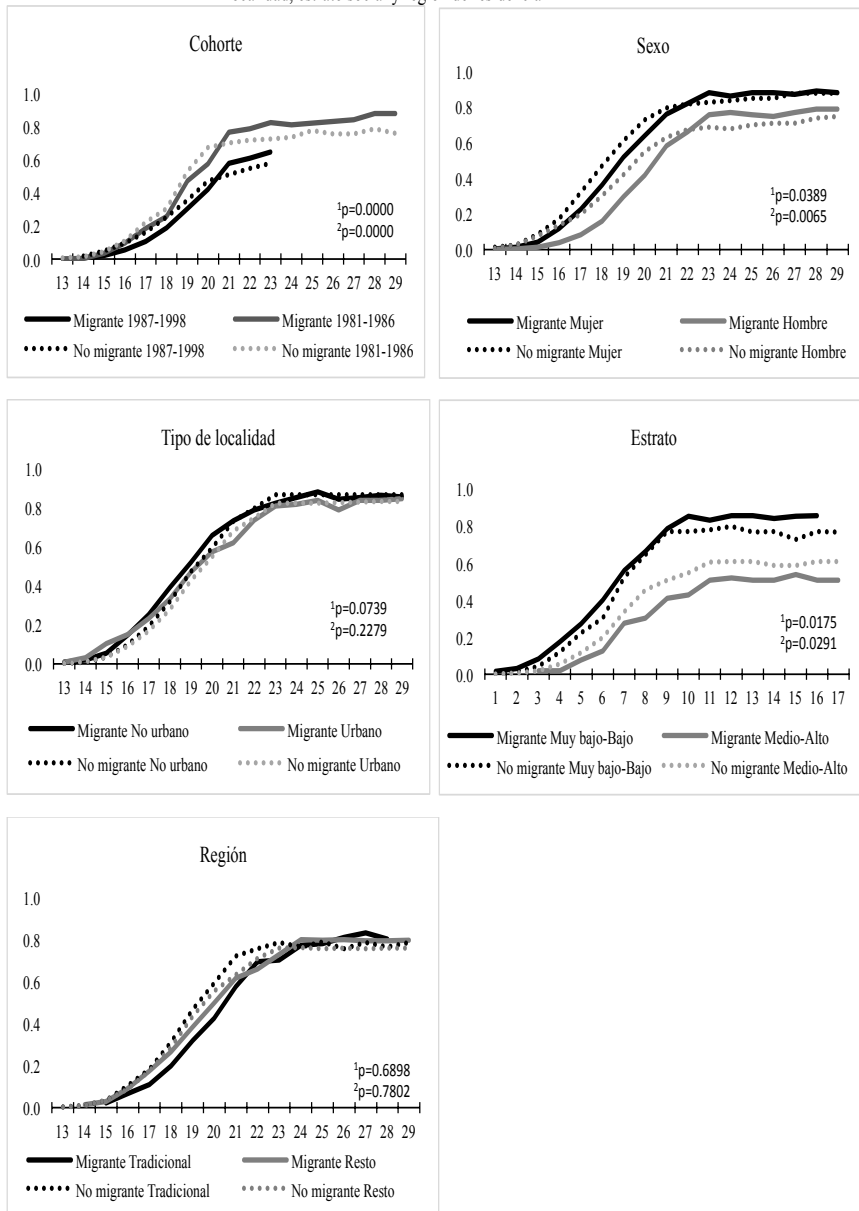 Cohorte
1.0
0.8
0.6
0.4
0.2
0.0
¹p=0.0000
²p=0.0000
13 14 15 16 17 18 19 20 21 22 23 24 25 26 27 28 29
Migrante 1987-1998 Migrante 1981-1986
No migrante 1987-1998 No migrante 1981-1986
Sexo
1.0
0.8
0.6
0.4
0.2
0.0
¹p=0.0389
²p=0.0065
13 14 15 16 17 18 19 20 21 22 23 24 25 26 27 28 29
Migrante Mujer Migrante Hombre
No migrante Mujer No migrante Hombre
Tipo de localidad
1.0
0.8
0.6
0.4
0.2
0.0
¹p=0.0739
²p=0.2279
13 14 15 16 17 18 19 20 21 22 23 24 25 26 27 28 29
Migrante No urbano Migrante Urbano
No migrante No urbano No migrante Urbano
Estrato
1.0
0.8
0.6
0.4
0.2
0.0
¹p=0.0175
²p=0.0291
1 2 3 4 5 6 7 8 9 10 11 12 13 14 15 16 17
Migrante Muy bajo-Bajo Migrante Medio-Alto
No migrante Muy bajo-Bajo No migrante Medio-Alto
Región
1.0
0.8
0.6
0.4
0.2
0.0
¹p=0.6898
²p=0.7802
13 14 15 16 17 18 19 20 21 22 23 24 25 26 27 28 29
Migrante Tradicional Migrante Resto
No migrante Tradicional No migrante Resto